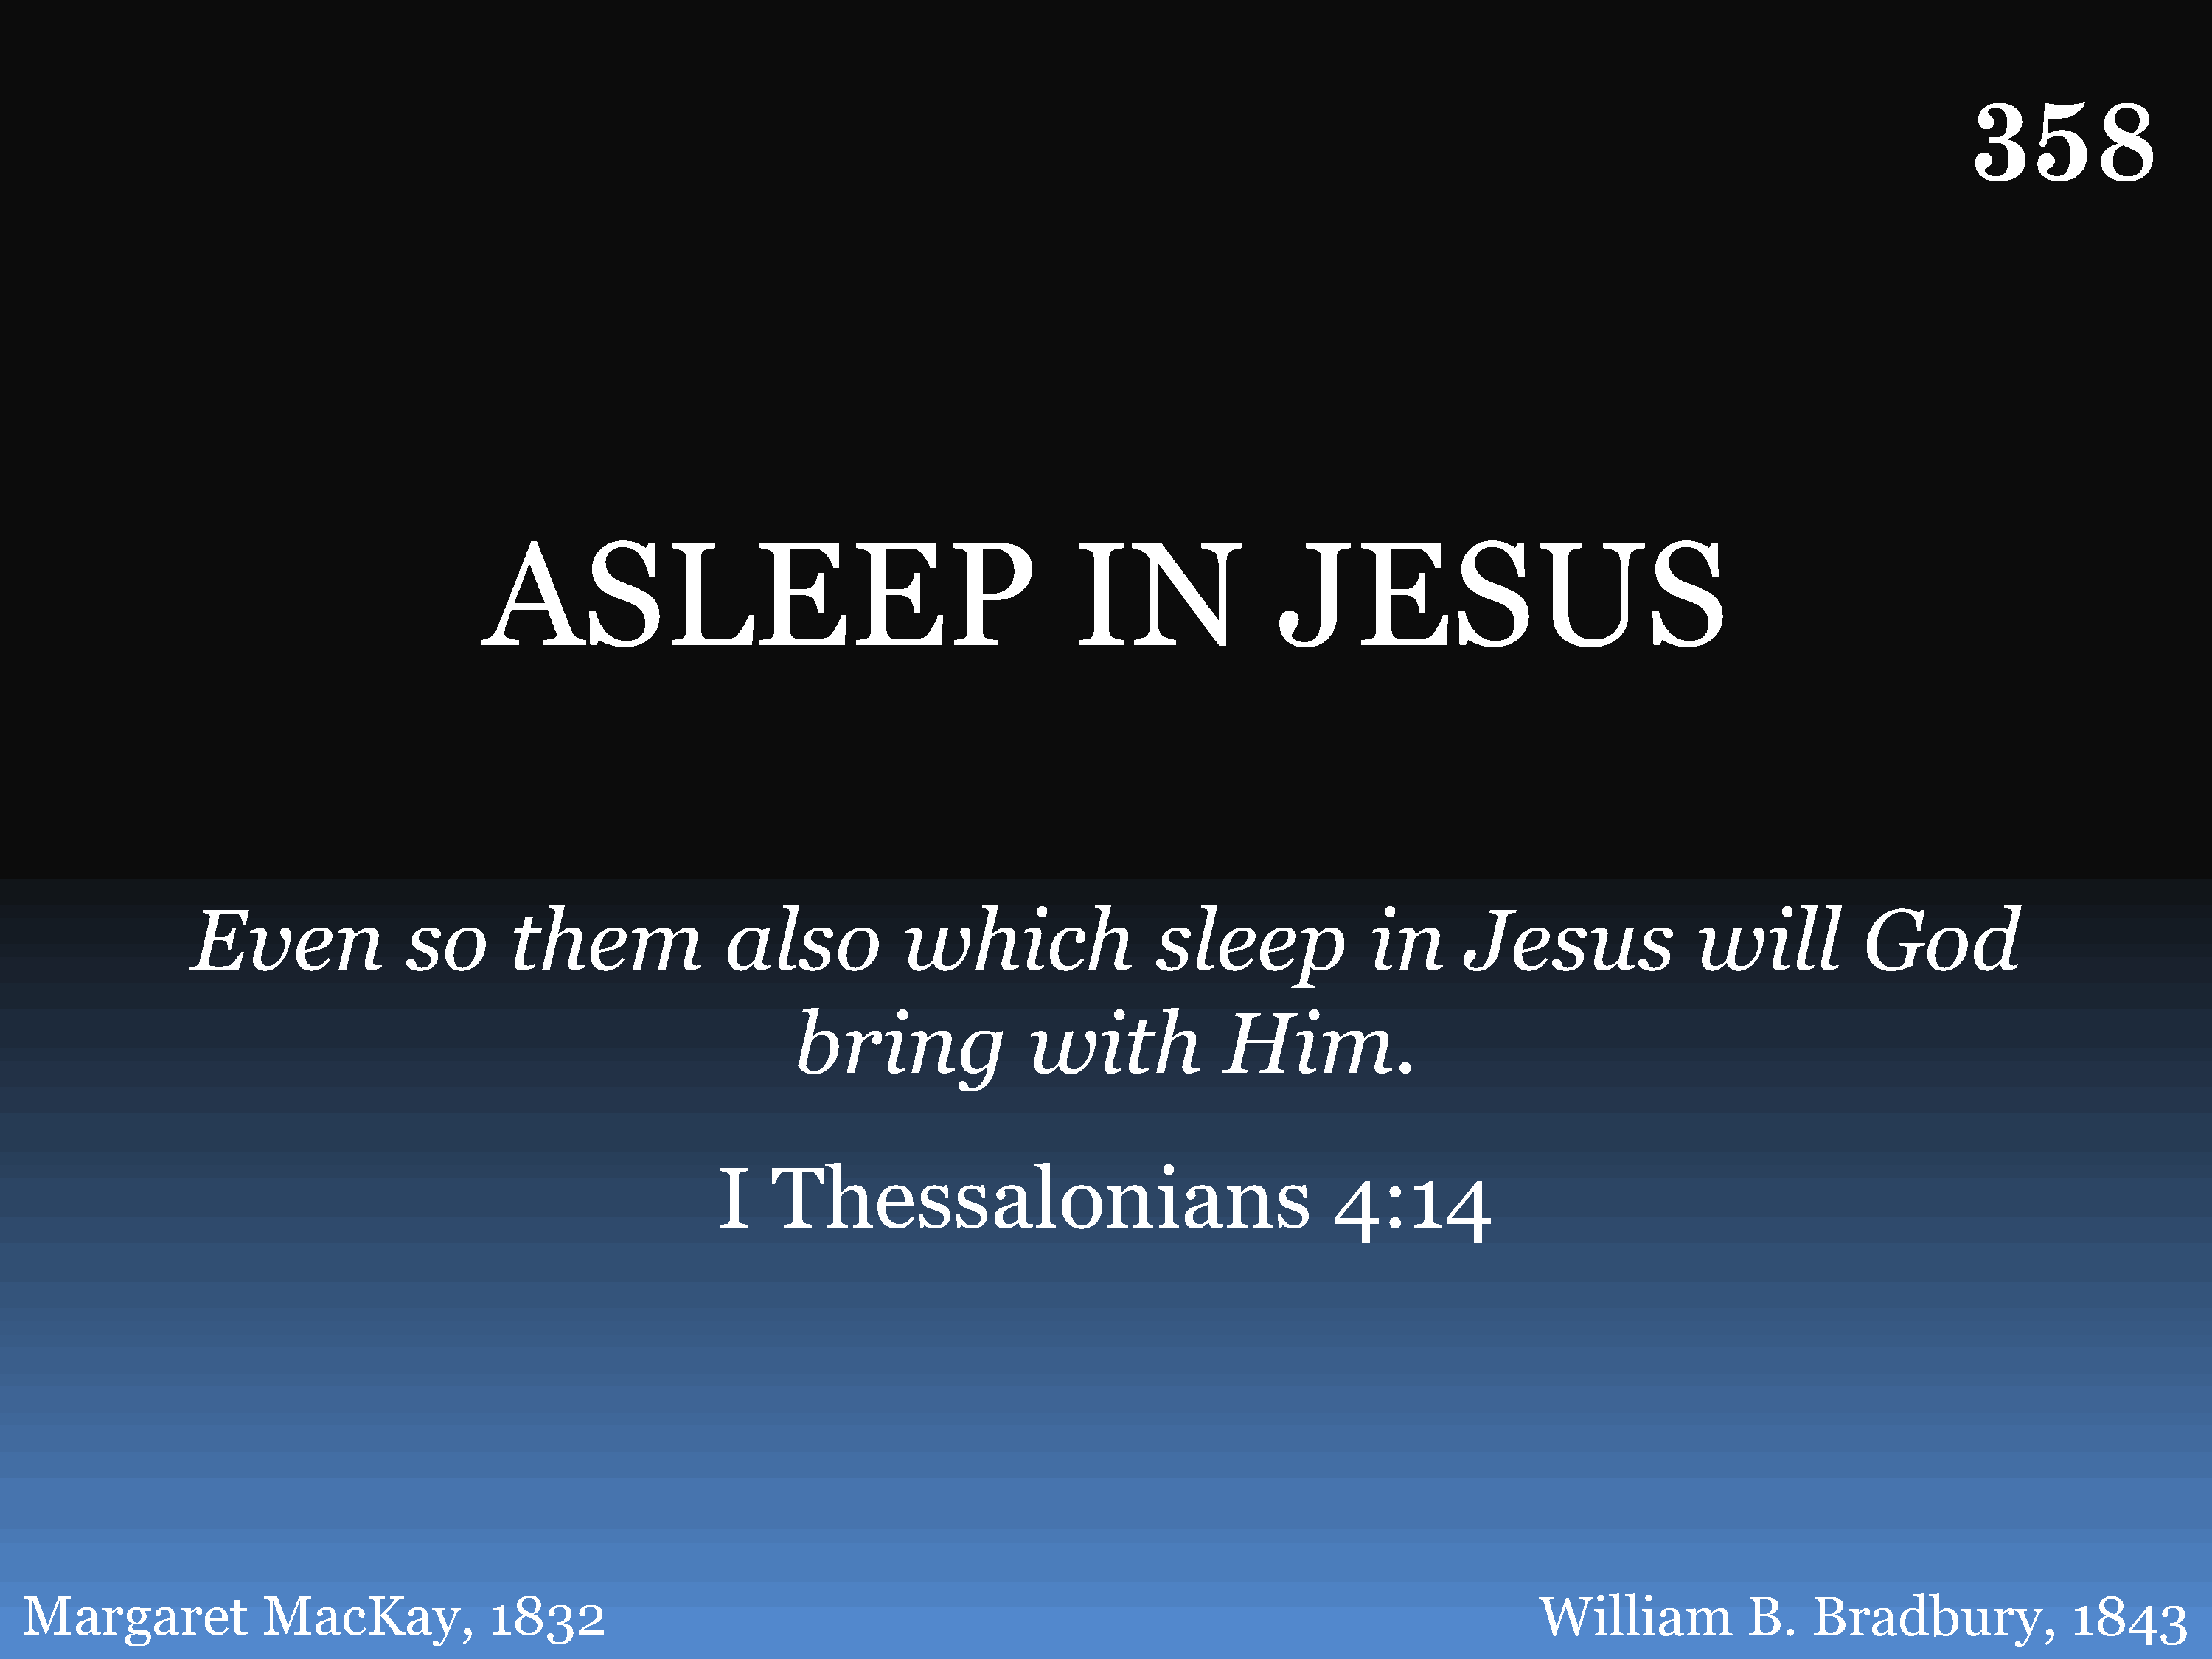 358
ASLEEP IN JESUS
Even so them also which sleep in Jesus will God
bring with Him.
I Thessalonians 4:14
Margaret MacKay, 1832
William B. Bradbury, 1843